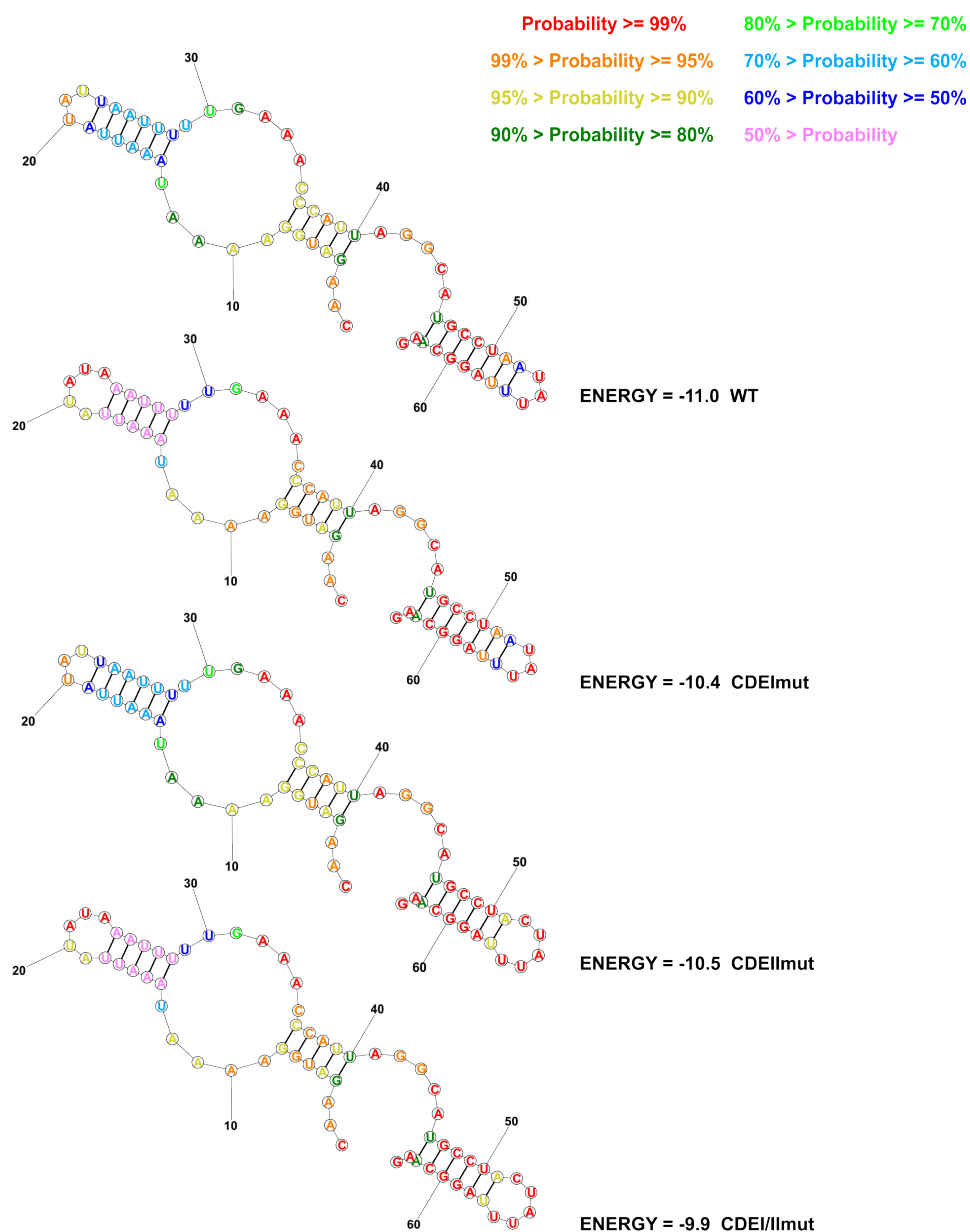 Probability >= 99%
80% > Probability >= 70%
99% > Probability >= 95%
70% > Probability >= 60%
95% > Probability >= 90%
60% > Probability >= 50%
90% > Probability >= 80%
50% > Probability
30
20
40
10
50
60
ENERGY = -11.0 WT
30
20
40
10
50
60
ENERGY = -10.4 CDEImut
30
20
40
10
50
60
ENERGY = -10.5 CDEIImut
30
20
40
10
50
60
ENERGY = -9.9 CDEI/IImut